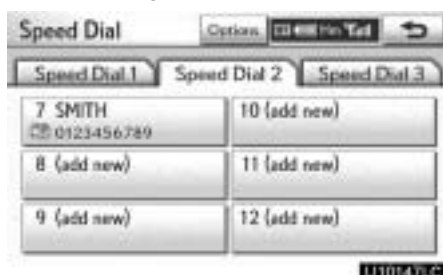 Speed Dial
Options
Speed Dial 1
Speed Dial 2
Speed Dial 3
7 SMITH
0123456789
8 (add new)
9 (add new)
10 (add new)
11 (add new)
12 (add new)